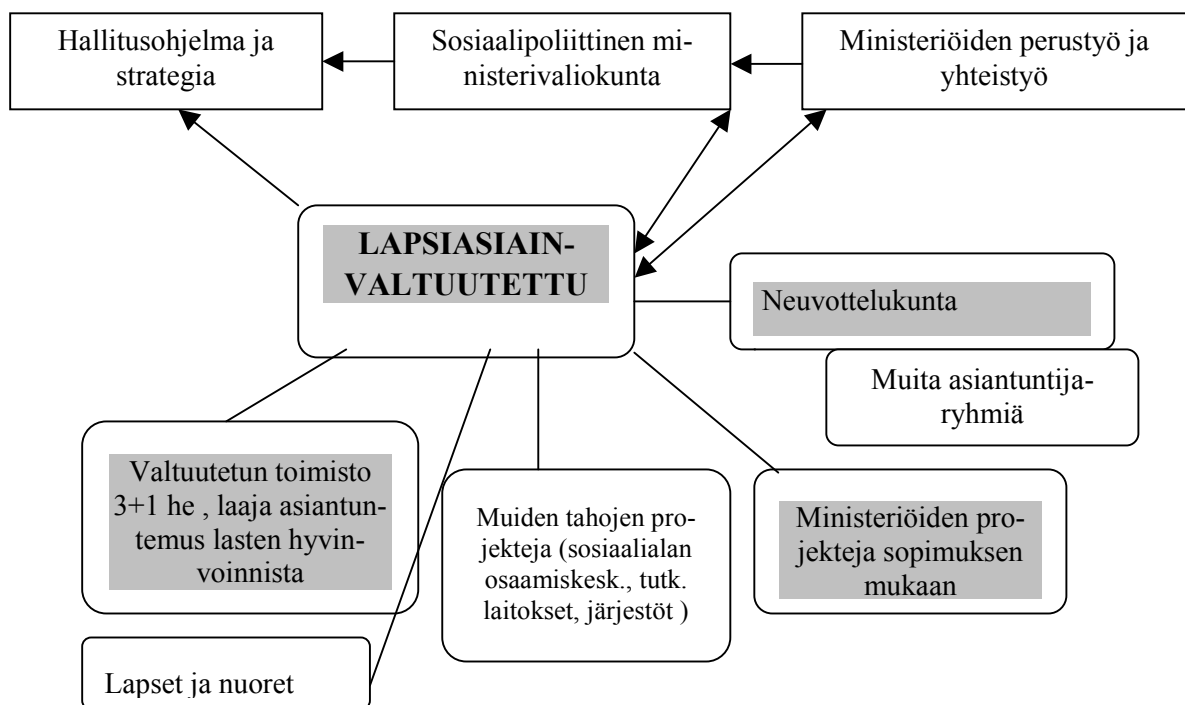 Hallitusohjelma ja
strategia
Sosiaalipoliittinen mi-
nisterivaliokunta
Ministeriöiden perustyö ja
yhteistyö
LAPSIASIAIN-
VALTUUTETTU
Neuvottelukunta
Muita asiantuntija-
ryhmiä
Valtuutetun toimisto
3+1 he , laaja asiantun-
temus lasten hyvin-
voinnista
Muiden tahojen pro-
jekteja (sosiaalialan
osaamiskesk., tutk.
laitokset, järjestöt )
Ministeriöiden pro-
jekteja sopimuksen
mukaan
Lapset ja nuoret